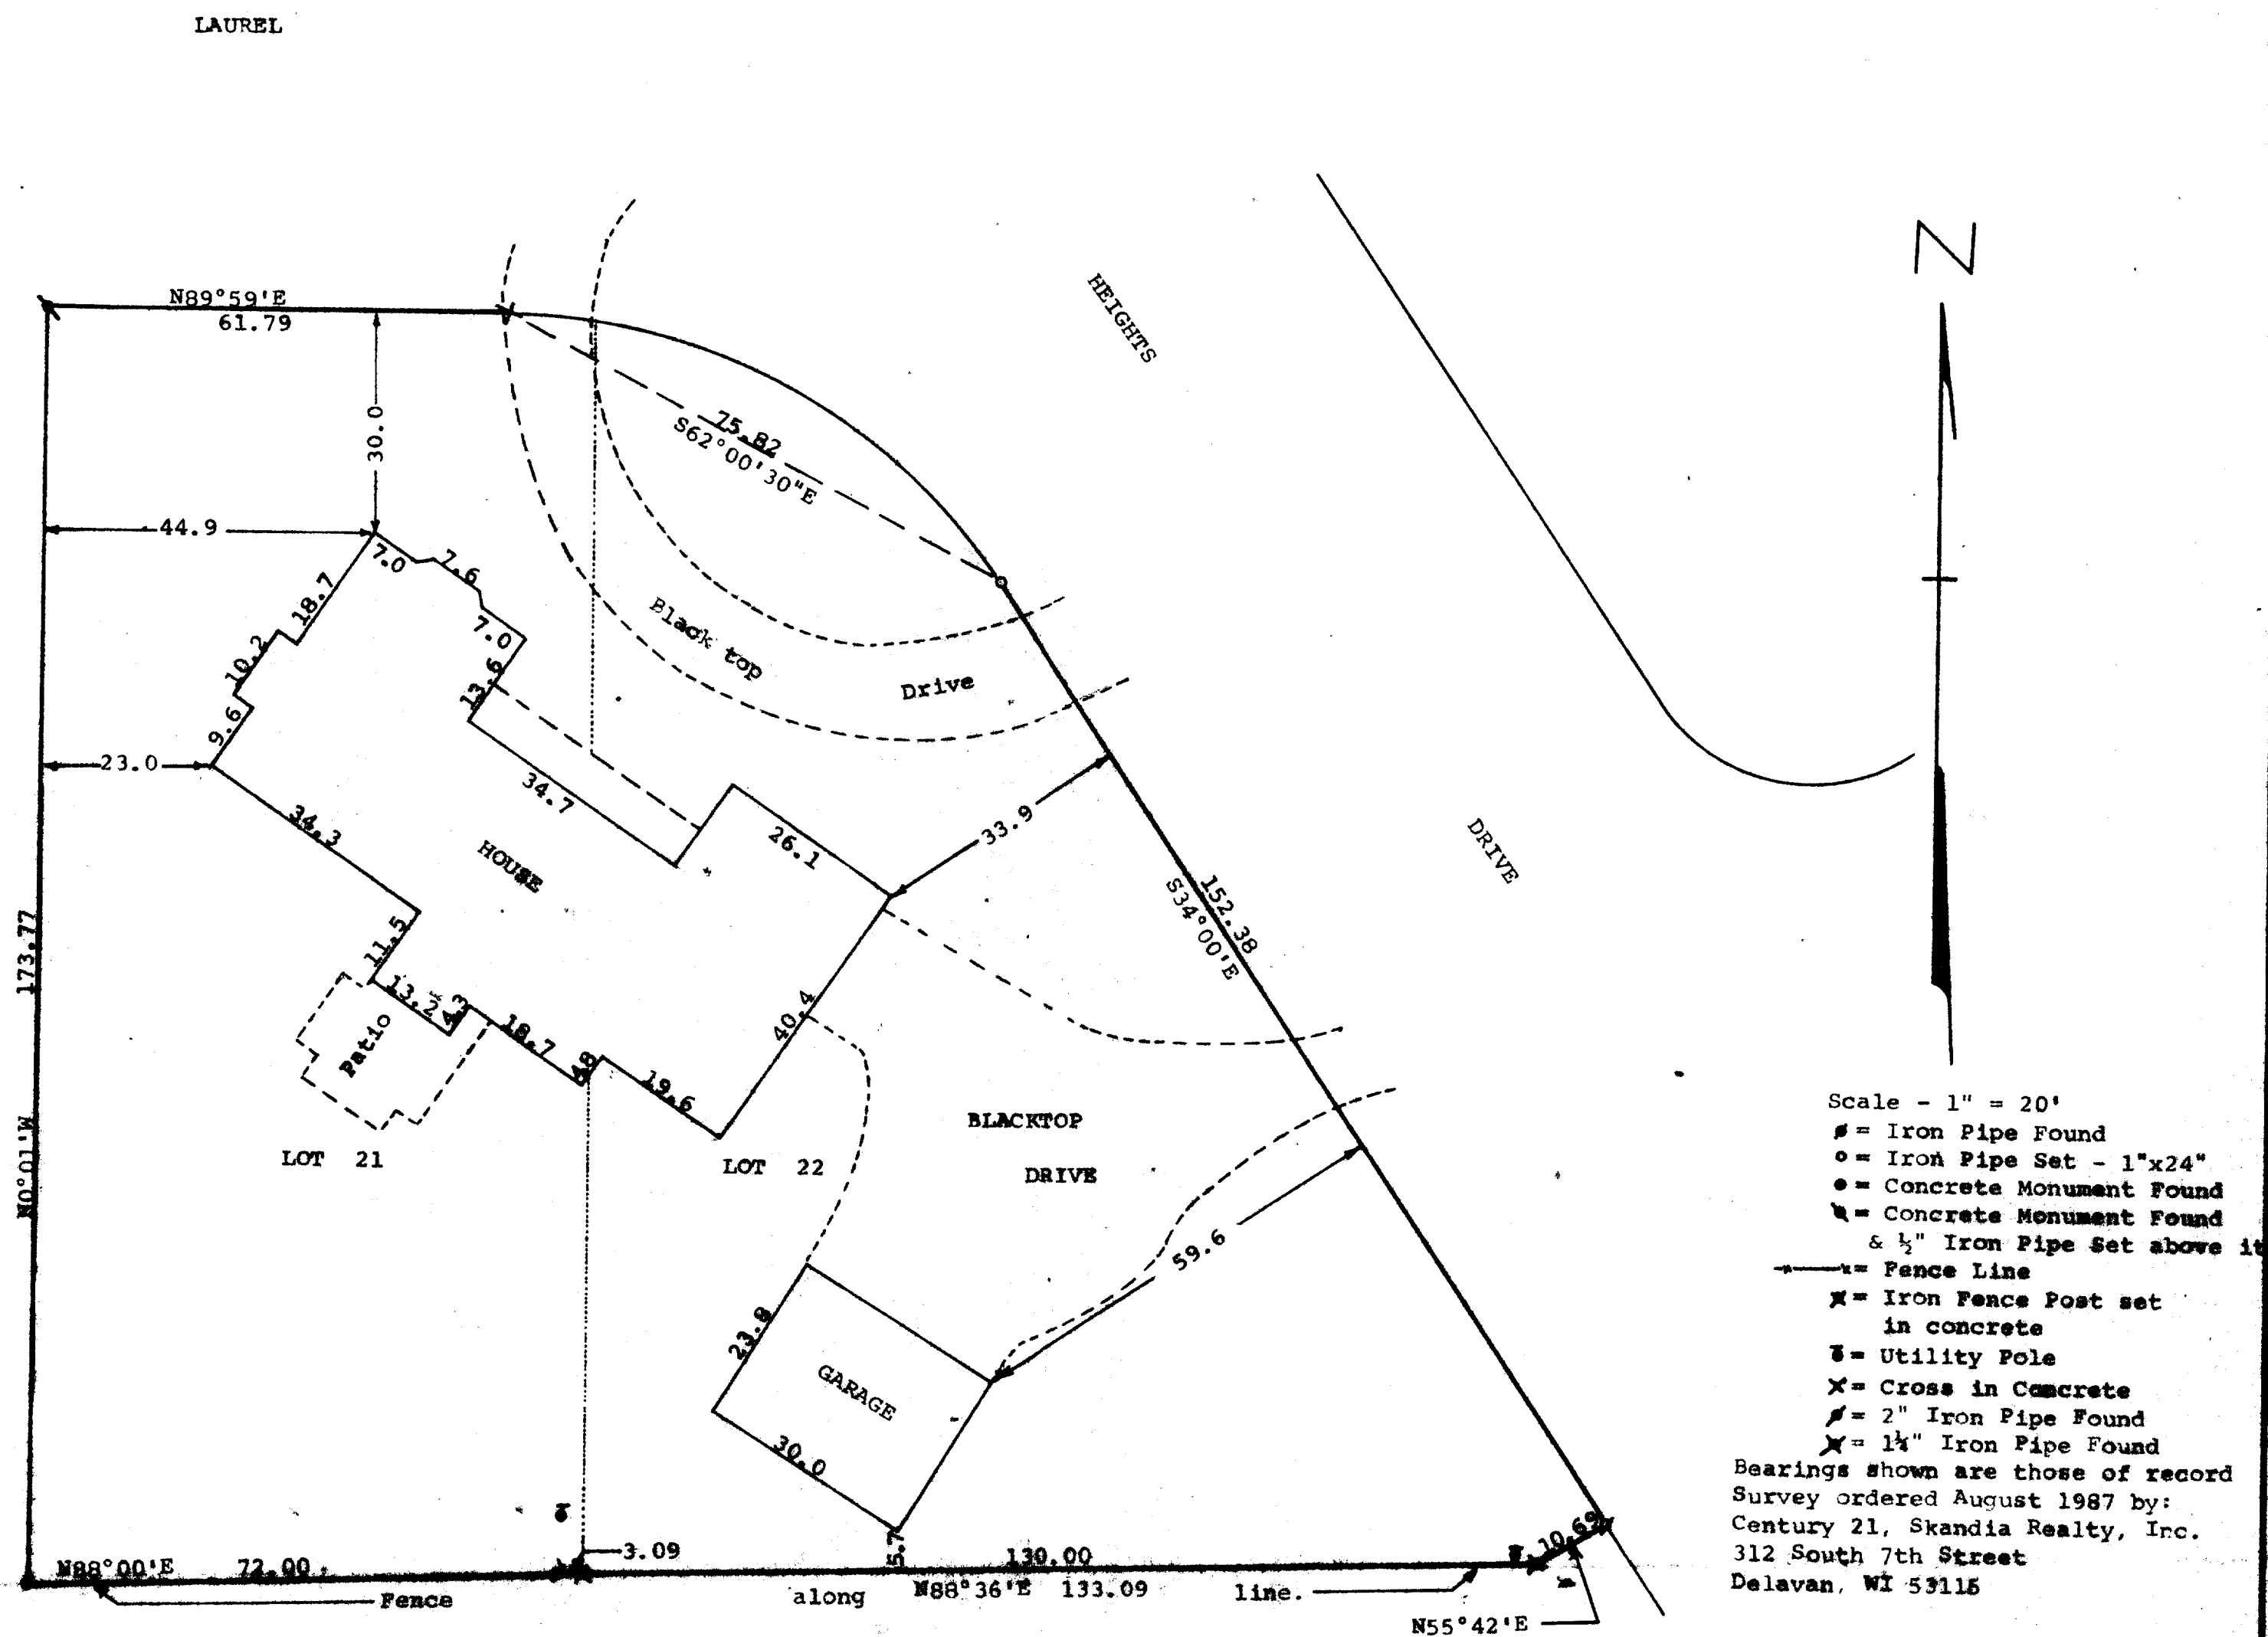 LAUREL
HEIGHTS
DRIVE
N89°59'E
61.79
30.0
44.9
75.82
S62°00'30"E
7.0
7.6
7.0
18.7
10.2
9.6
13.6
23.0
34.7
34.3
26.1
33.9
Black top
Drive
HOUSE
152.38
S34°00'E
173.77
N0°01'W
11.5
13.2
4.3
18.7
4.8
19.6
40.4
Patio
LOT 21
LOT 22
BLACKTOP
DRIVE
59.6
23.8
GARAGE
30.0
5.7
3.09
10.69
N88°00'E 72.00
130.00
Fence
along N88°36'E 133.09 line.
N55°42'E
N
Scale - 1" = 20'
= Iron Pipe Found
= Iron Pipe Set - 1"x24"
= Concrete Monument Found
= Concrete Monument Found
& ½" Iron Pipe Set above it
= Fence Line
= Iron Fence Post set
in concrete
= Utility Pole
= Cross in Concrete
= 2" Iron Pipe Found
= 1¼" Iron Pipe Found
Bearings shown are those of record
Survey ordered August 1987 by:
Century 21, Skandia Realty, Inc.
312 South 7th Street
Delavan, WI 53115